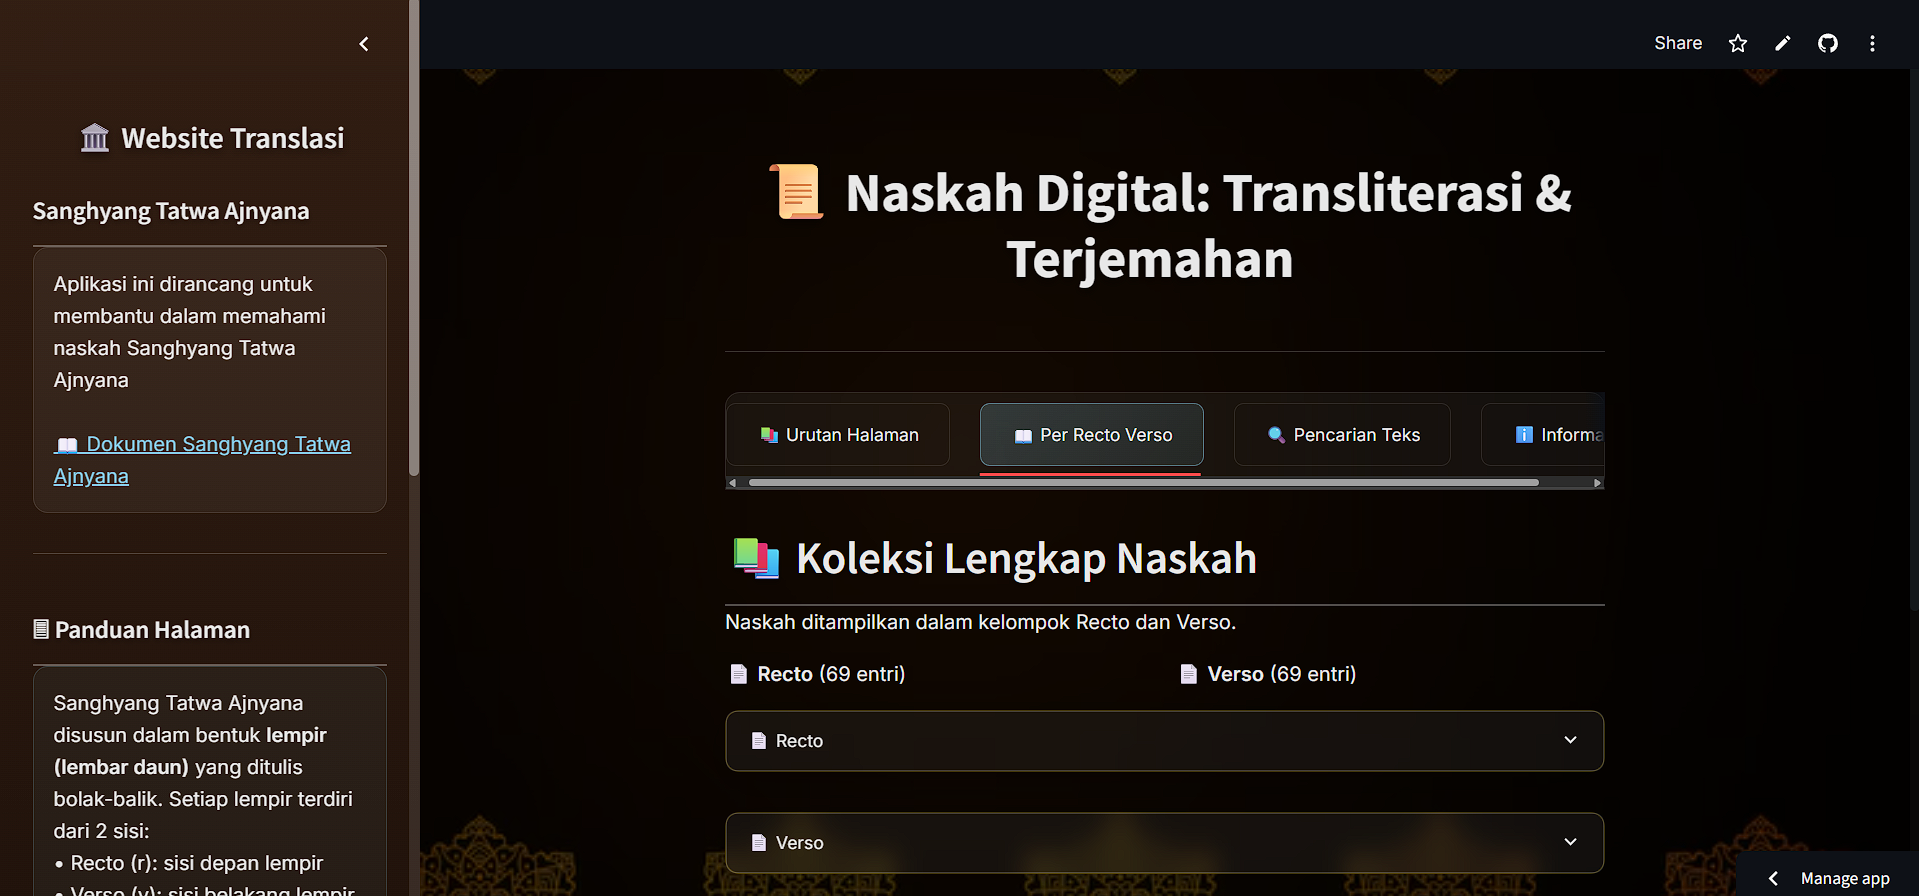 Share
🏛️ Website Translasi
Sanghyang Tatwa Ajnyana
Aplikasi ini dirancang untuk
membantu dalam memahami
naskah Sanghyang Tatwa
Ajnyana
📖 Dokumen Sanghyang Tatwa
Ajnyana
Panduan Halaman
Sanghyang Tatwa Ajnyana
disusun dalam bentuk lempir
(lembar daun) yang ditulis
bolak-balik. Setiap lempir terdiri
dari 2 sisi:
• Recto (r): sisi depan lempir
• Verso (v): sisi belakang lempir
📜 Naskah Digital: Transliterasi &
Terjemahan
📚 Urutan Halaman
📖 Per Recto Verso
🔍 Pencarian Teks
ℹ️ Informa
📚 Koleksi Lengkap Naskah
Naskah ditampilkan dalam kelompok Recto dan Verso.
📄 Recto (69 entri)
📄 Verso (69 entri)
📄 Recto
📄 Verso
Manage app